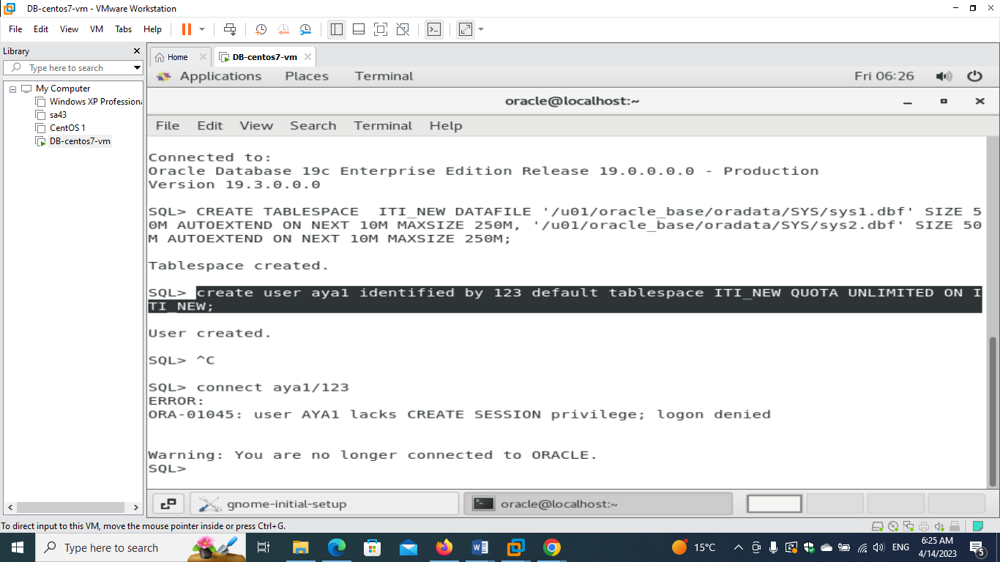 DB-centos7-vm - VMware Workstation
File Edit View VM Tabs Help
Library
Type here to search
My Computer
Windows XP Professiona
sa43
CentOS 1
DB-centos7-vm
Home DB-centos7-vm
Applications Places Terminal Fri 06:26
oracle@localhost:~
File Edit View Search Terminal Help
Connected to:
Oracle Database 19c Enterprise Edition Release 19.0.0.0.0 - Production
Version 19.3.0.0.0
SQL> CREATE TABLESPACE  ITI_NEW DATAFILE '/u01/oracle_base/oradata/SYS/sys1.dbf' SIZE 5
0M AUTOEXTEND ON NEXT 10M MAXSIZE 250M, '/u01/oracle_base/oradata/SYS/sys2.dbf' SIZE 50
M AUTOEXTEND ON NEXT 10M MAXSIZE 250M;
Tablespace created.
SQL> create user aya1 identified by 123 default tablespace ITI_NEW QUOTA UNLIMITED ON I
TI_NEW;
User created.
SQL> ^C
SQL> connect aya1/123
ERROR:
ORA-01045: user AYA1 lacks CREATE SESSION privilege; logon denied
Warning: You are no longer connected to ORACLE.
SQL>
gnome-initial-setup oracle@localhost:~
To direct input to this VM, move the mouse pointer inside or press Ctrl+G.
Type here to search 15°C ENG 6:25 AM
4/14/2023 5